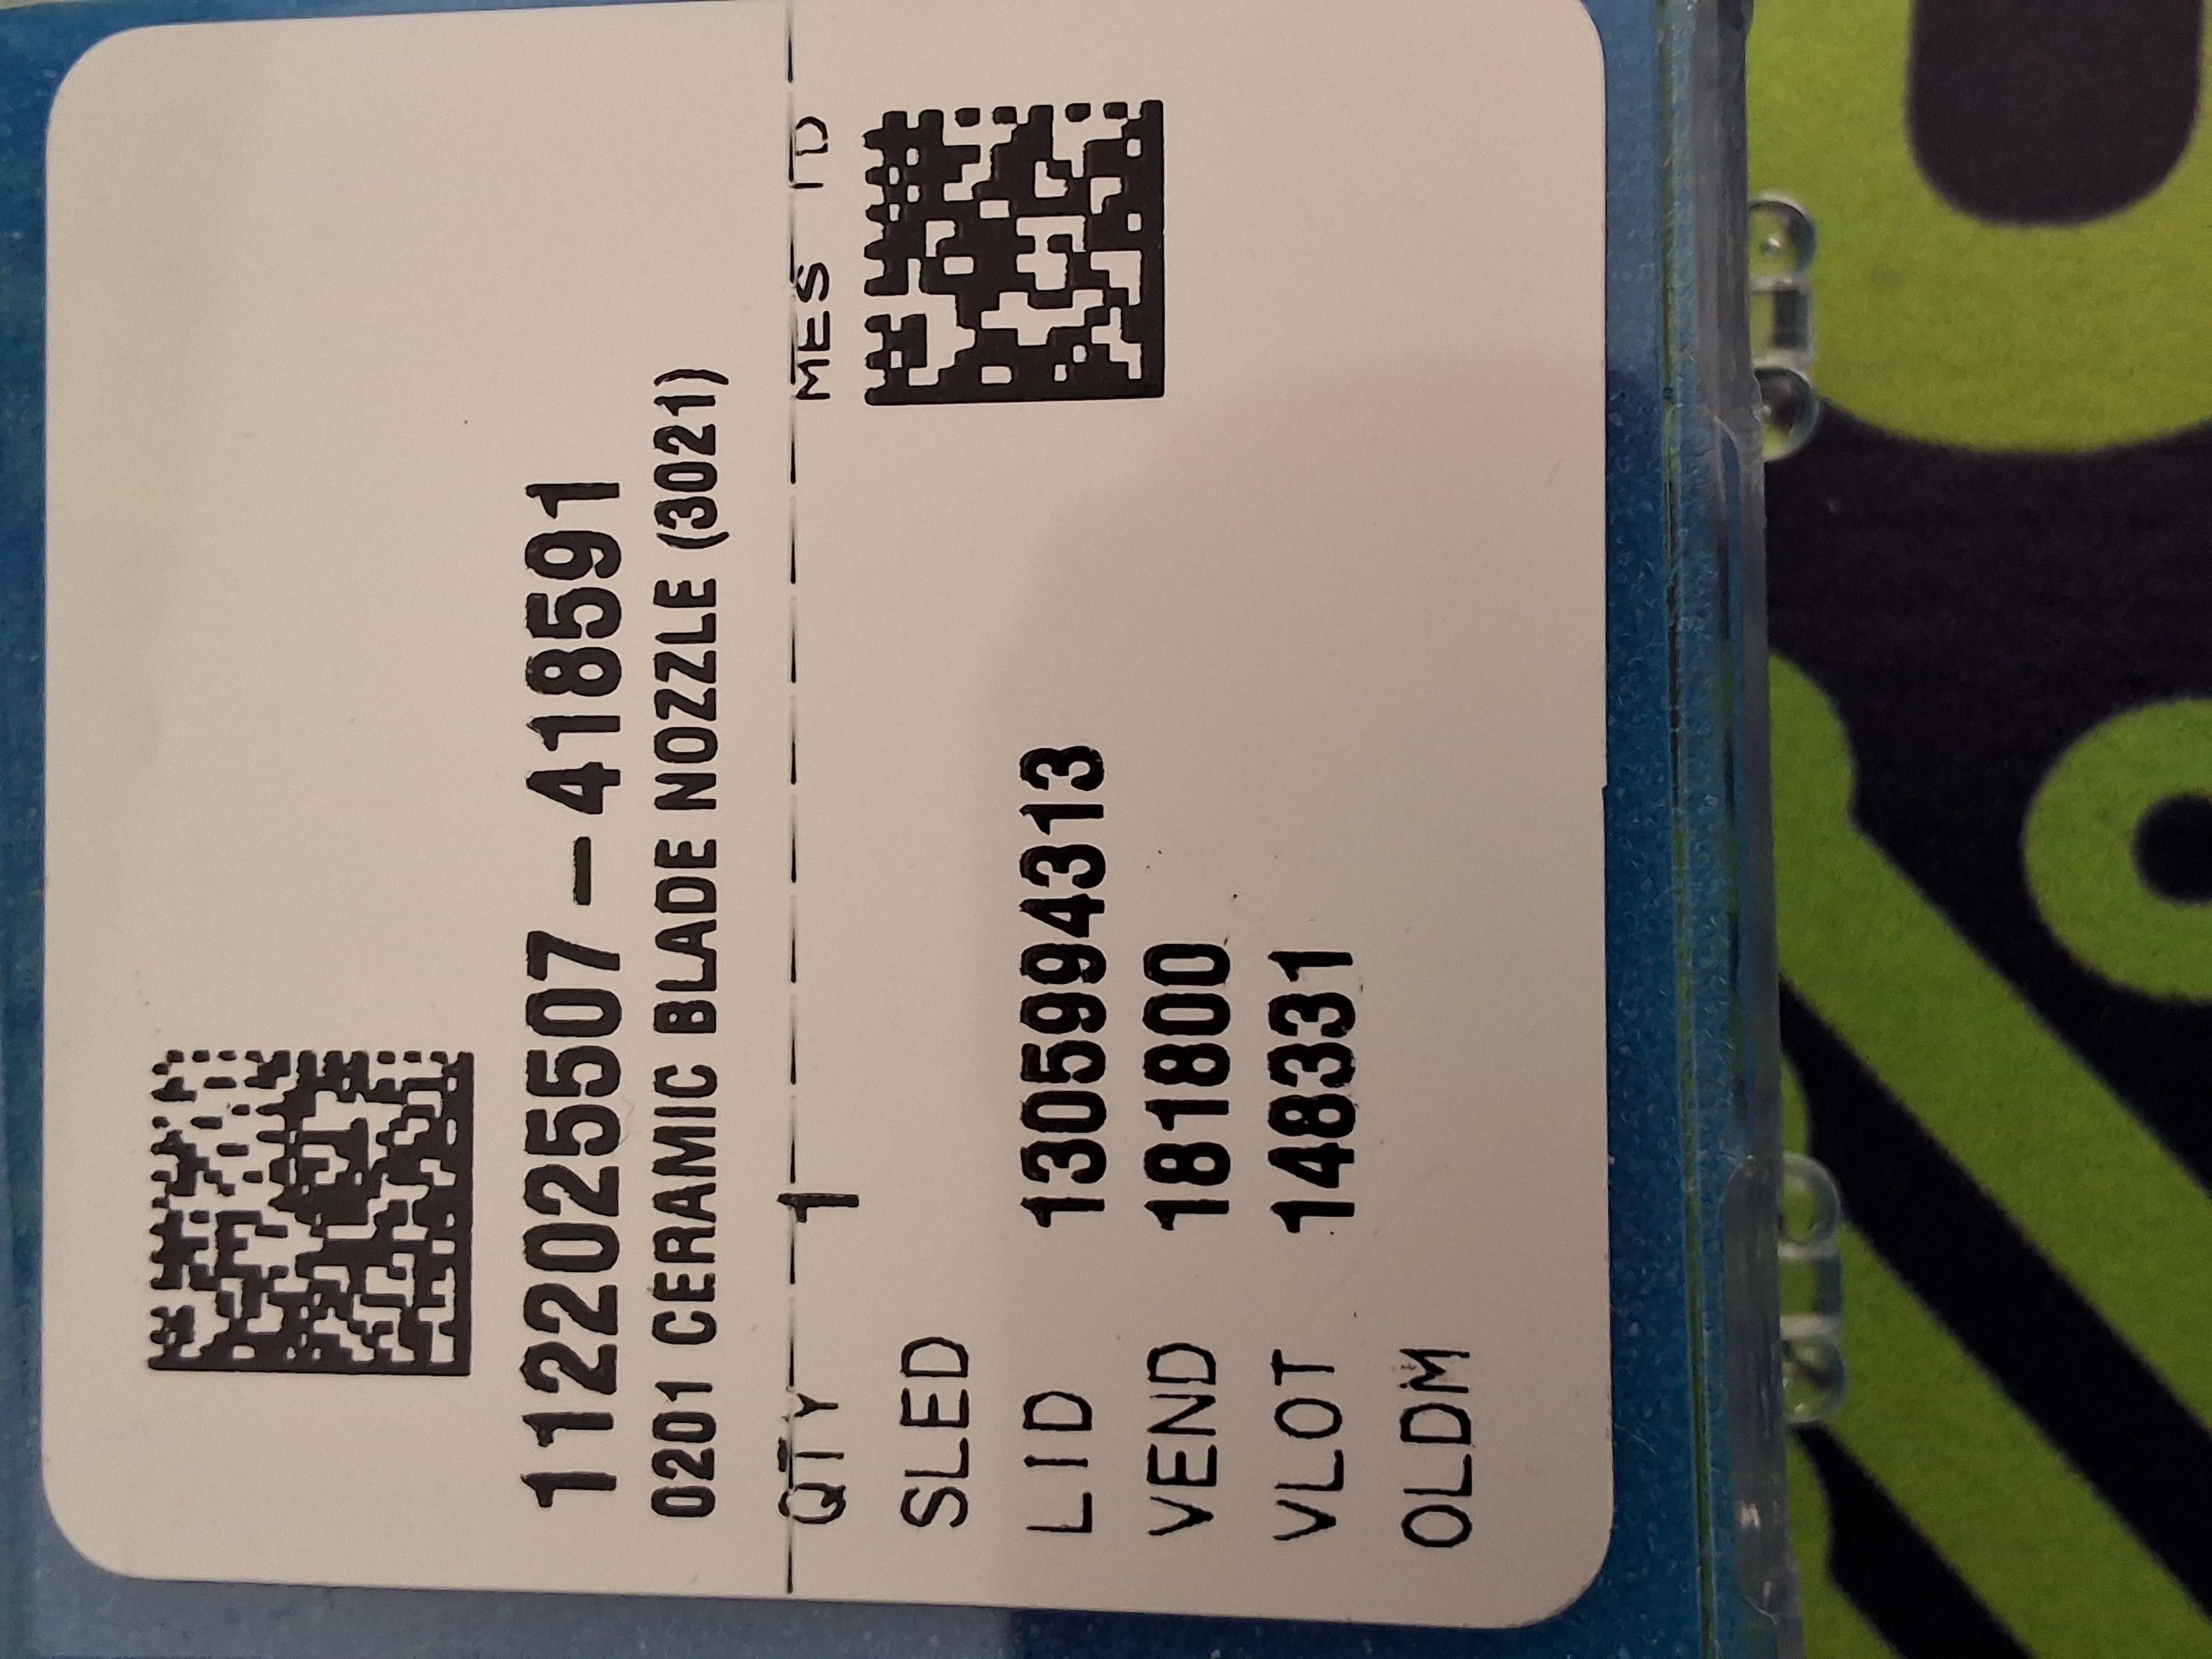 1122025507-418591
0201 CERAMIC BLADE NOZZLE (3021)
QTY 1 MES ID
SLED
LID 1305994313
VEND 181800
VLOT 148331
OLDM